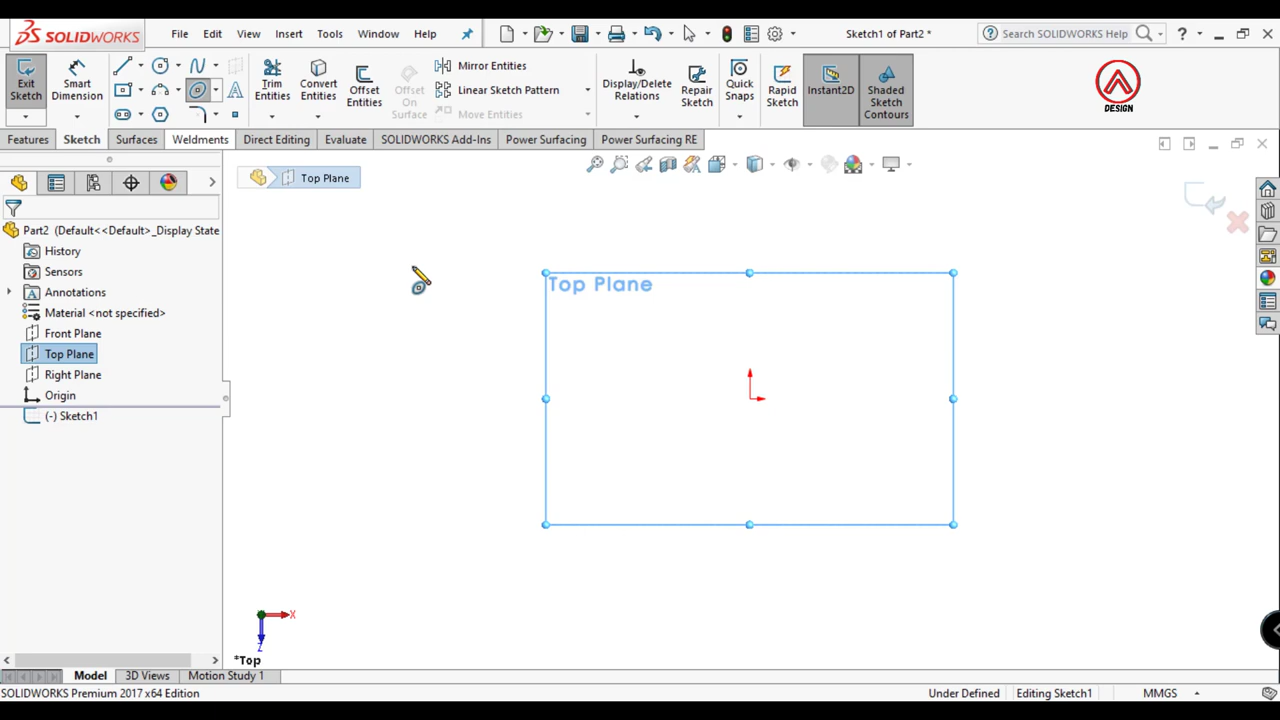 SOLIDWORKS File Edit View Insert Tools Window Help Sketch1 of Part2 * Search SOLIDWORKS Help ?
Exit Sketch Smart Dimension Trim Entities Convert Entities Offset Entities Offset On Surface Mirror Entities Display/Delete Relations Repair Sketch Quick Snaps Rapid Sketch Instant2D Shaded Sketch Contours
Linear Sketch Pattern
Move Entities
DESIGN
Features Sketch Surfaces Weldments Direct Editing Evaluate SOLIDWORKS Add-Ins Power Surfacing Power Surfacing RE
Top Plane
Part2 (Default<<Default>_Display State
History
Sensors
Annotations
Material <not specified>
Front Plane
Top Plane
Right Plane
Origin
(-) Sketch1
Top Plane
X
Z
*Top
Model 3D Views Motion Study 1
SOLIDWORKS Premium 2017 x64 Edition Under Defined Editing Sketch1 MMGS